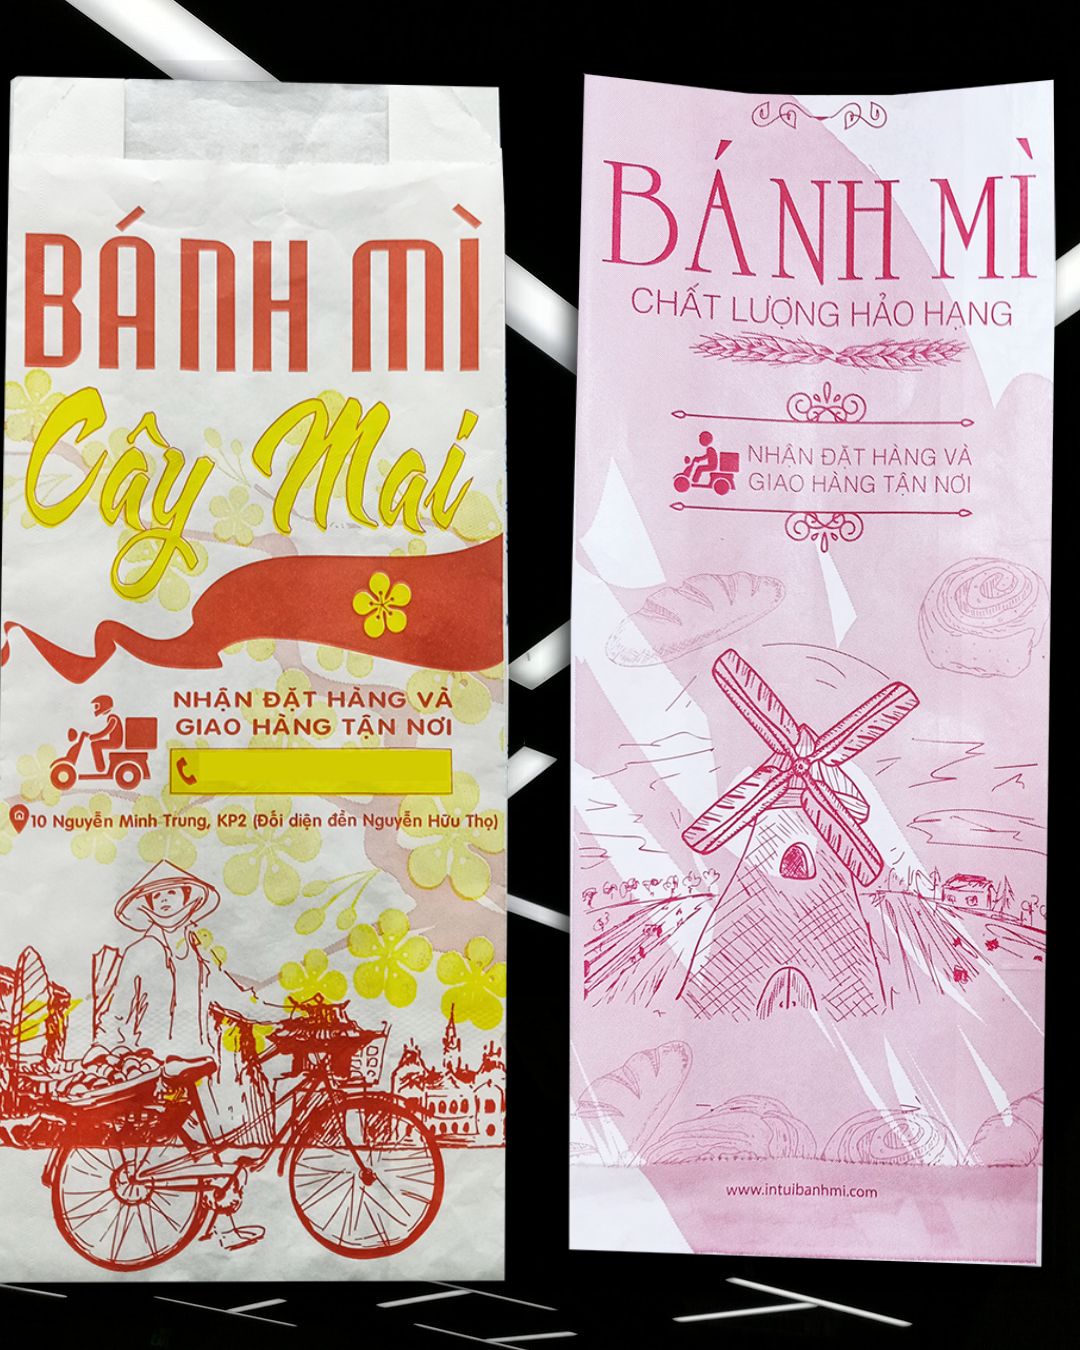 BÁNH MÌ
Cây Mai
NHẬN ĐẶT HÀNG VÀ
GIAO HÀNG TẬN NƠI
10 Nguyễn Minh Trung, KP2 (Đối diện đền Nguyễn Hữu Thọ)
BÁNH MÌ
CHẤT LƯỢNG HẢO HẠNG
NHẬN ĐẶT HÀNG VÀ
GIAO HÀNG TẬN NƠI
www.intuibanhmi.com